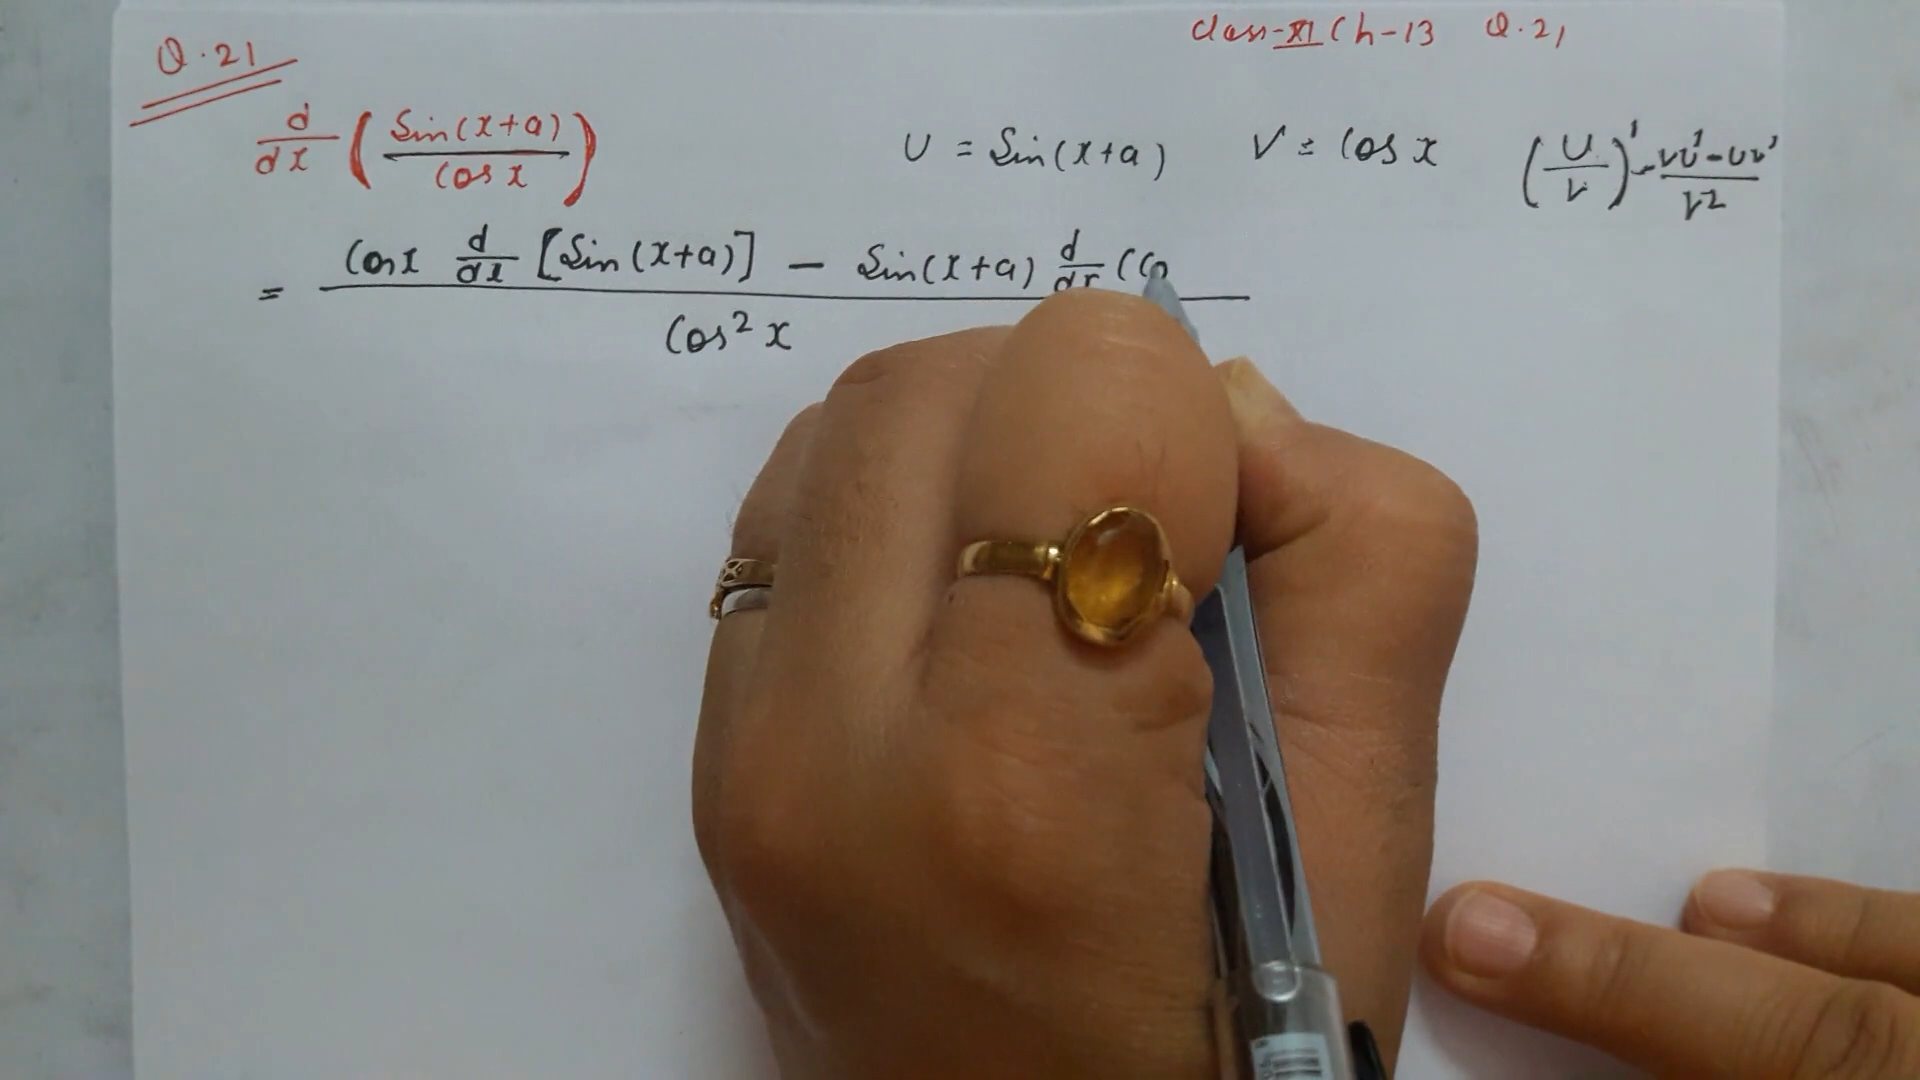 Q.21
Class-XI Ch-13 Q.21
d/dx (Sin(x+a)/Cos x)
U = Sin(x+a) V = Cos x (U/V)' = VU'-UV'/V²
= Cosx d/dx [Sin(x+a)] - Sin(x+a) d/dx (Co
Cos² x